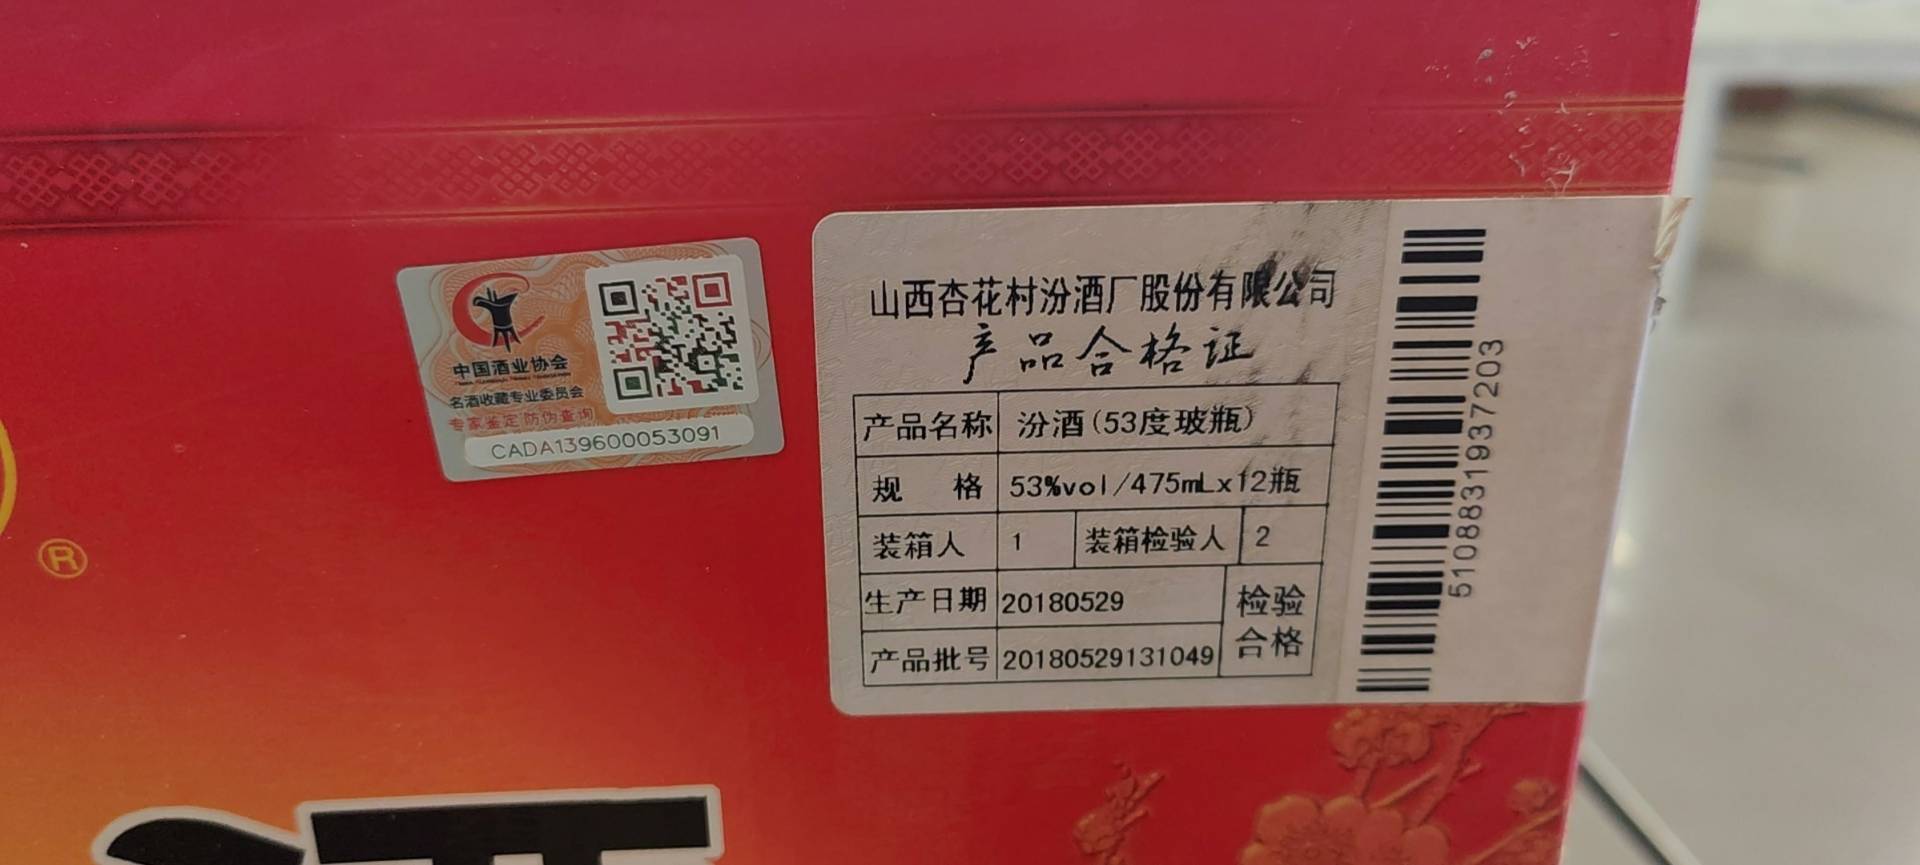 ®
中国酒业协会
名酒收藏专业委员会
专家鉴定 防伪查询
CADA139600053091
山西杏花村汾酒厂股份有限公司
产品合格证
产品名称 汾酒(53度玻瓶)
规 格 53%vol/475mLx12瓶
装箱人 1 装箱检验人 2
生产日期 20180529 检验
产品批号 20180529131049 合格
5108831937203